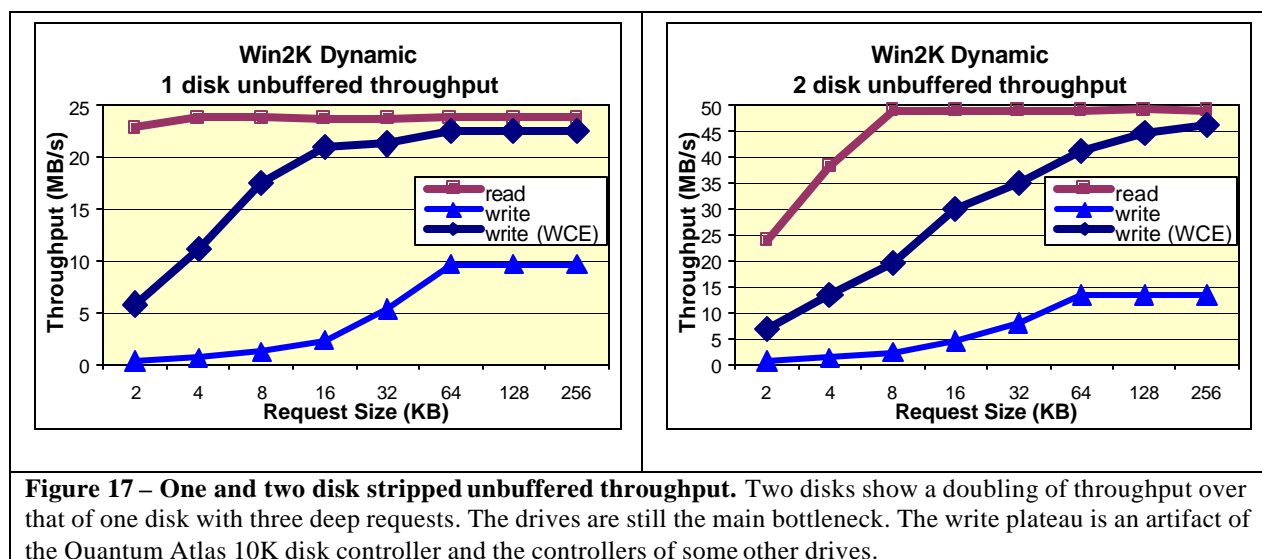 Win2K Dynamic
1 disk unbuffered throughput
25
20
15
10
5
0
Throughput (MB/s)
read
write
write (WCE)
2 4 8 16 32 64 128 256
Request Size (KB)
Win2K Dynamic
2 disk unbuffered throughput
50
45
40
35
30
25
20
15
10
5
0
Throughput (MB/s)
read
write
write (WCE)
2 4 8 16 32 64 128 256
Request Size (KB)
Figure 17 – One and two disk stripped unbuffered throughput. Two disks show a doubling of throughput over
that of one disk with three deep requests. The drives are still the main bottleneck. The write plateau is an artifact of
the Quantum Atlas 10K disk controller and the controllers of some other drives.